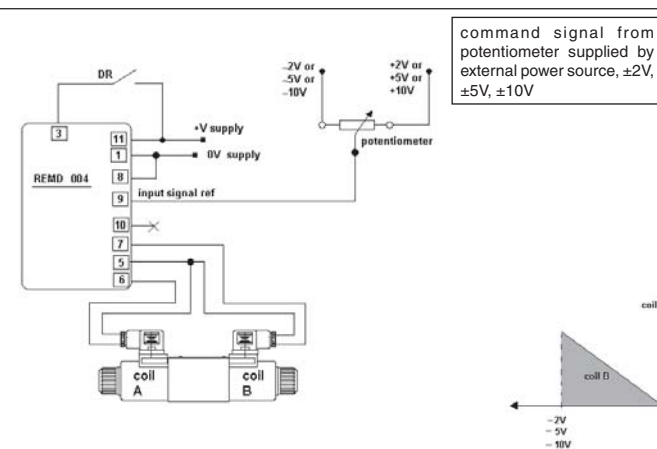 command signal from
potentiometer supplied by
external power source, ±2V,
±5V, ±10V
–2V or
–5V or
–10V
+2V or
+5V or
+10V
potentiometer
DR
3
11
+V supply
1
0V supply
8
REMD 004
9
input signal ref
10
7
5
6
coil
A
coil
B
coil
coil B
–2V
– 5V
– 10V